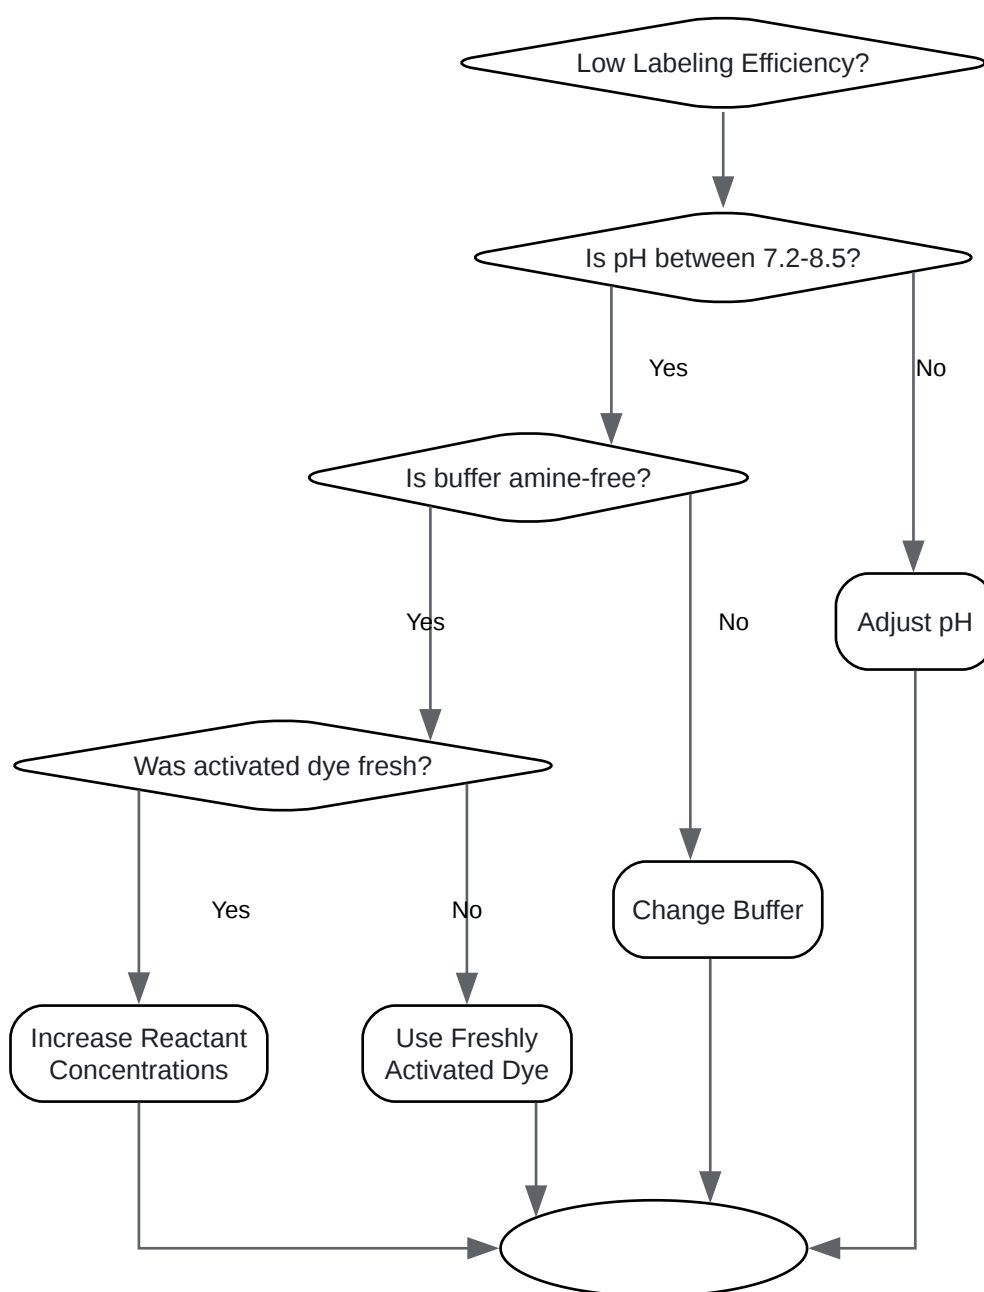 Low Labeling Efficiency?
Is pH between 7.2-8.5?
Yes
No
Is buffer amine-free?
Yes
No
Adjust pH
Was activated dye fresh?
Yes
No
Change Buffer
Increase Reactant
Concentrations
Use Freshly
Activated Dye